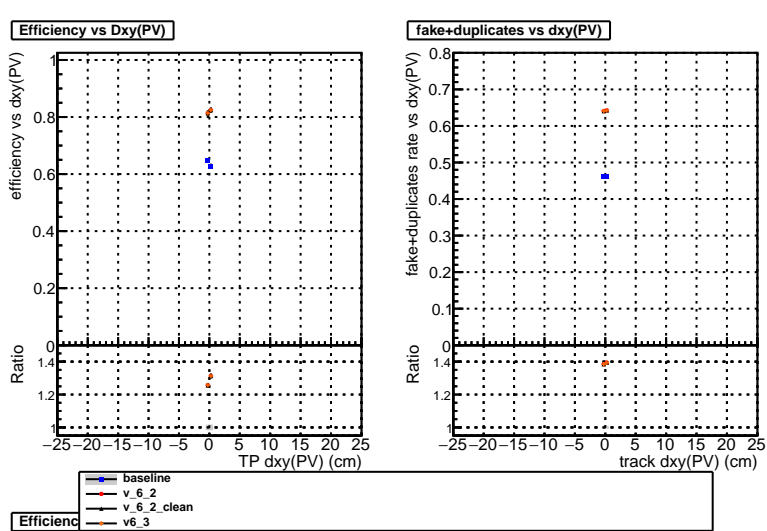 Efficiency vs Dxy(PV)
efficiency vs dxy(PV)
1
0.8
0.6
0.4
0.2
0
Ratio
1.4
1.2
1
−25 −20 −15 −10 −5 0 5 10 15 20 25
TP dxy(PV) (cm)
fake+duplicates vs dxy(PV)
fake+duplicates rate vs dxy(PV)
0.8
0.7
0.6
0.5
0.4
0.3
0.2
0.1
0
Ratio
1.4
1.2
1
−25 −20 −15 −10 −5 0 5 10 15 20 25
track dxy(PV) (cm)
baseline
v_6_2
v_6_2_clean
v6_3
Efficienc